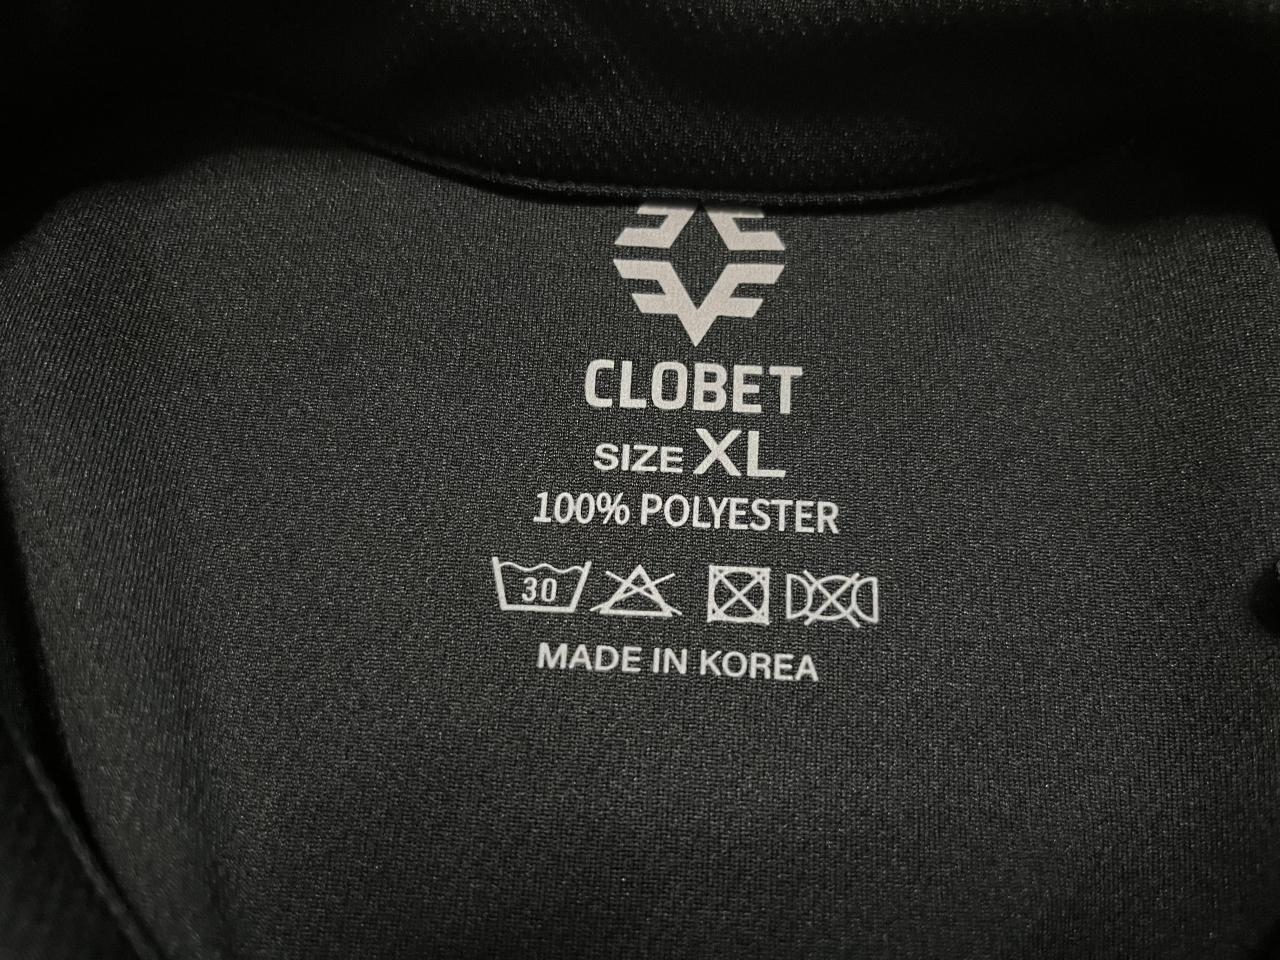 CLOBET
SIZE XL
100% POLYESTER
30
MADE IN KOREA